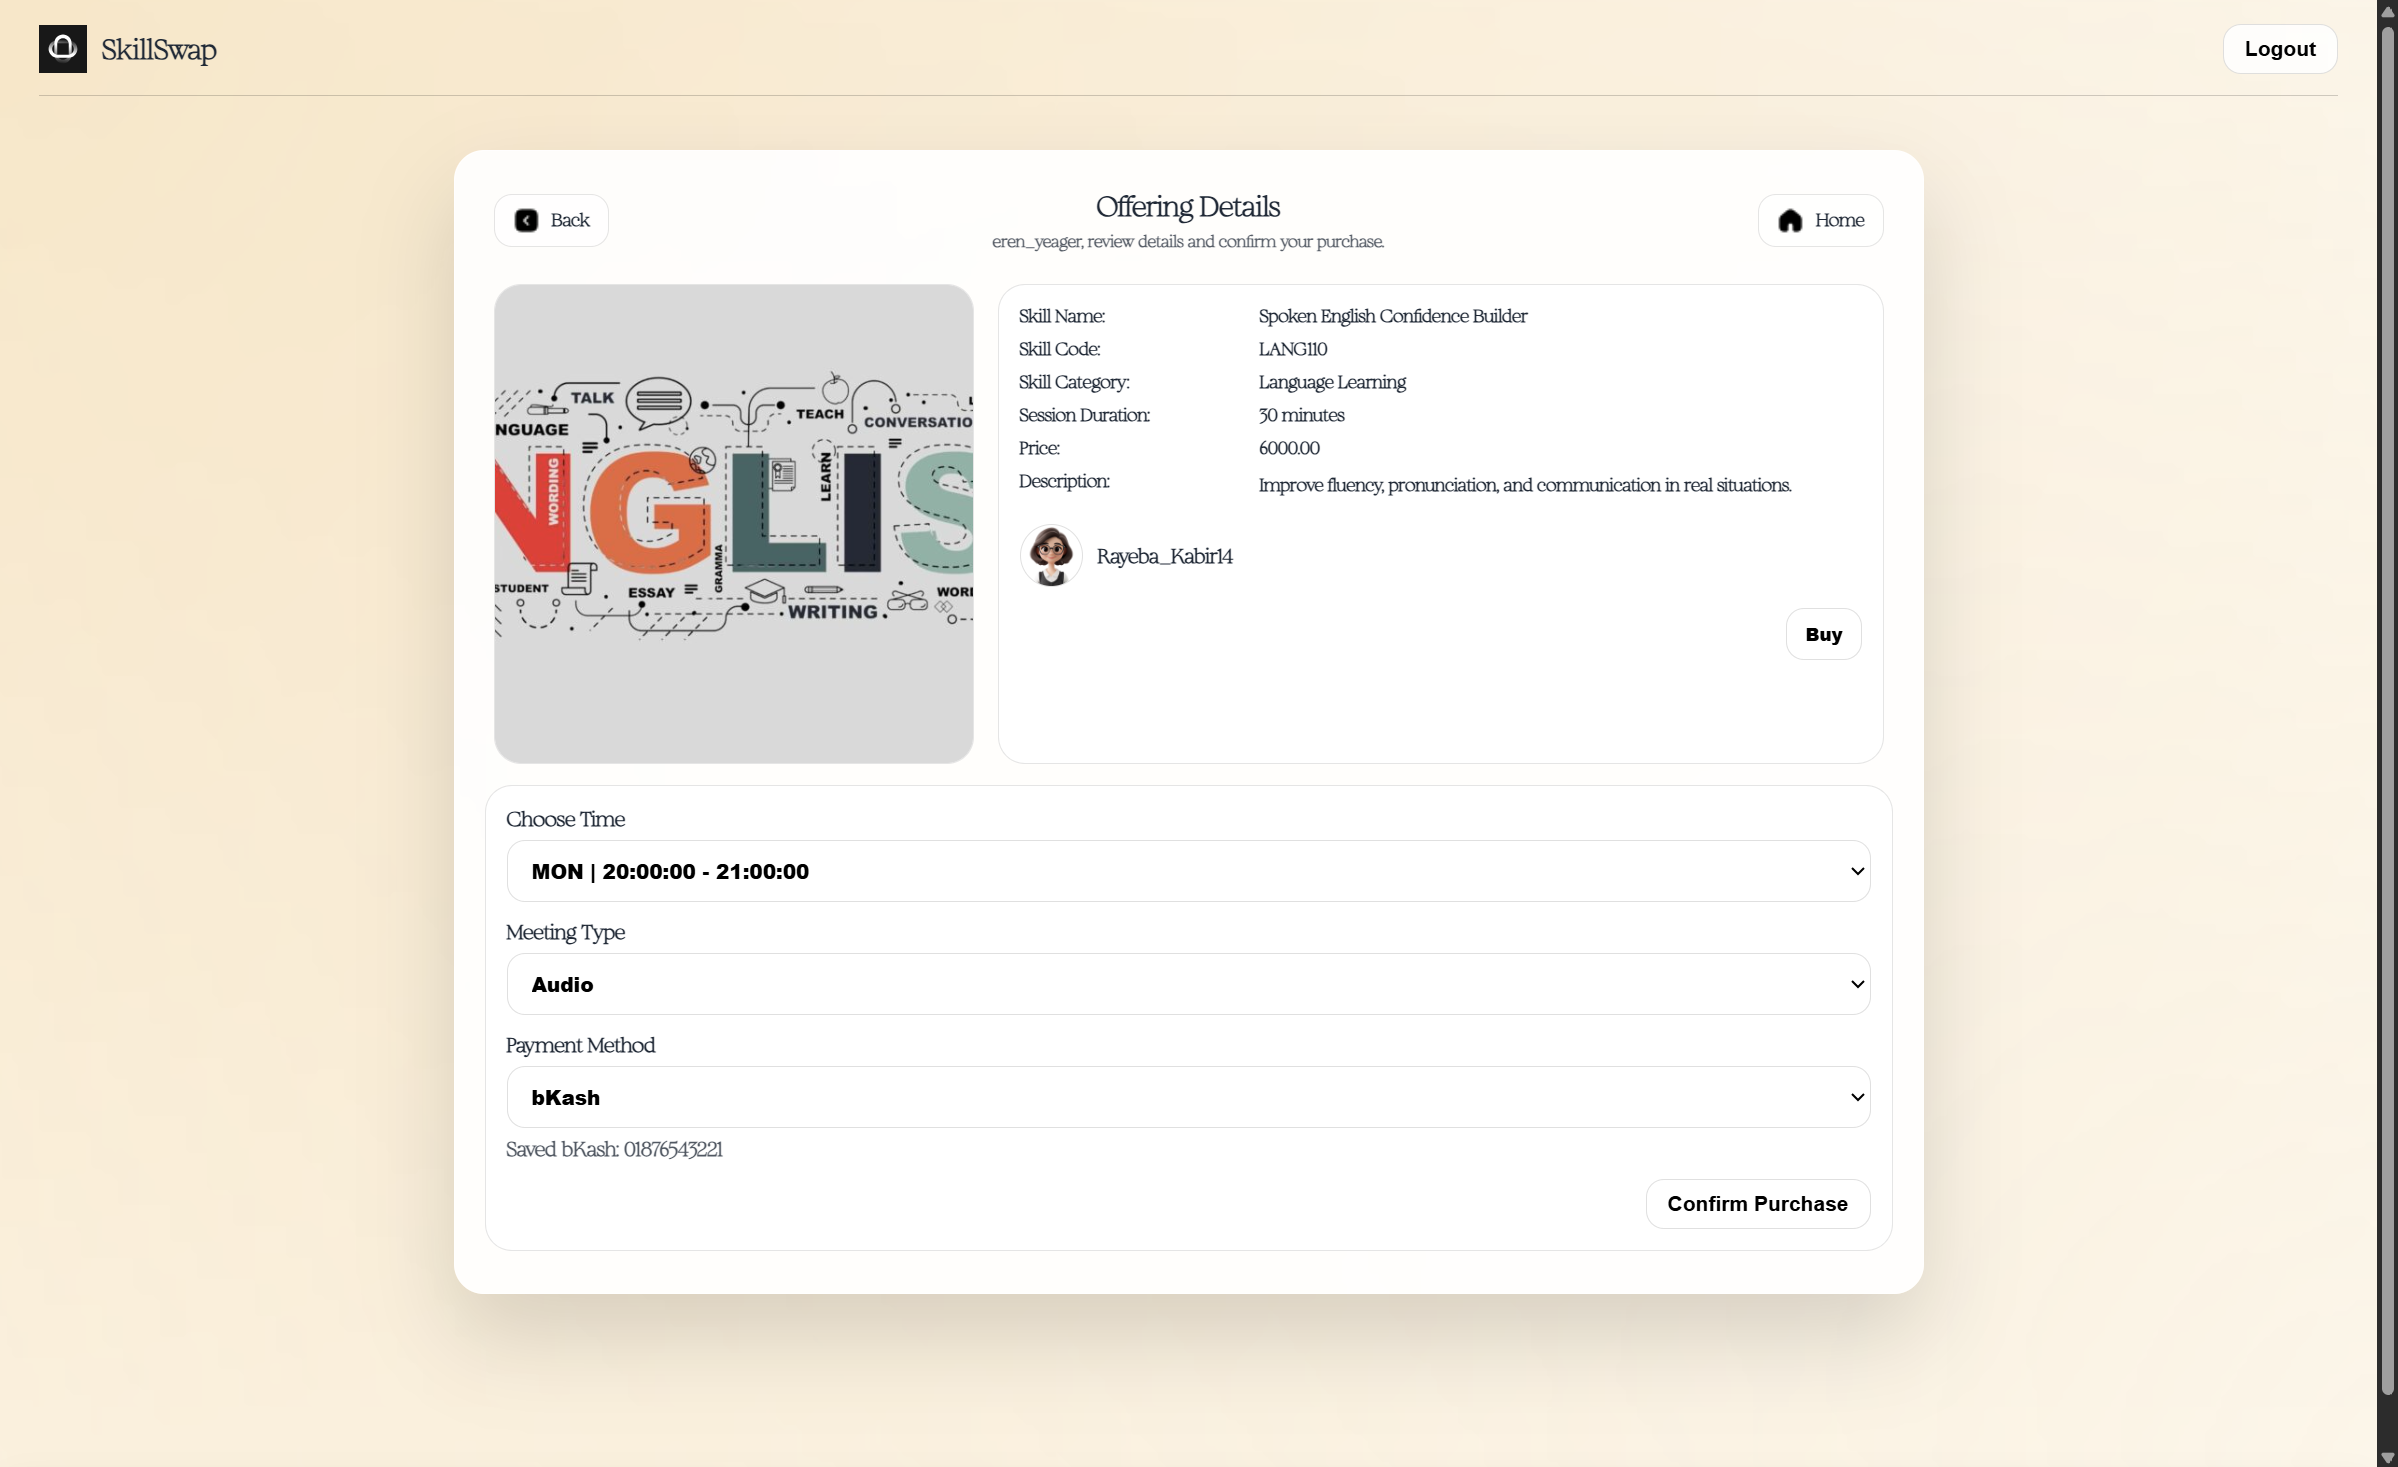 SkillSwap
Logout
Back
Offering Details
eren_yeager, review details and confirm your purchase.
Home
TALK
TEACH
NGUAGE
CONVERSATIO
WORDING
LEARN
NGLIS
GRAMMA
STUDENT
ESSAY
WRITING
WORI
Skill Name: Spoken English Confidence Builder
Skill Code: LANG110
Skill Category: Language Learning
Session Duration: 30 minutes
Price: 6000.00
Description: Improve fluency, pronunciation, and communication in real situations.
Rayeba_Kabir14
Buy
Choose Time
MON | 20:00:00 - 21:00:00
Meeting Type
Audio
Payment Method
bKash
Saved bKash: 01876543221
Confirm Purchase